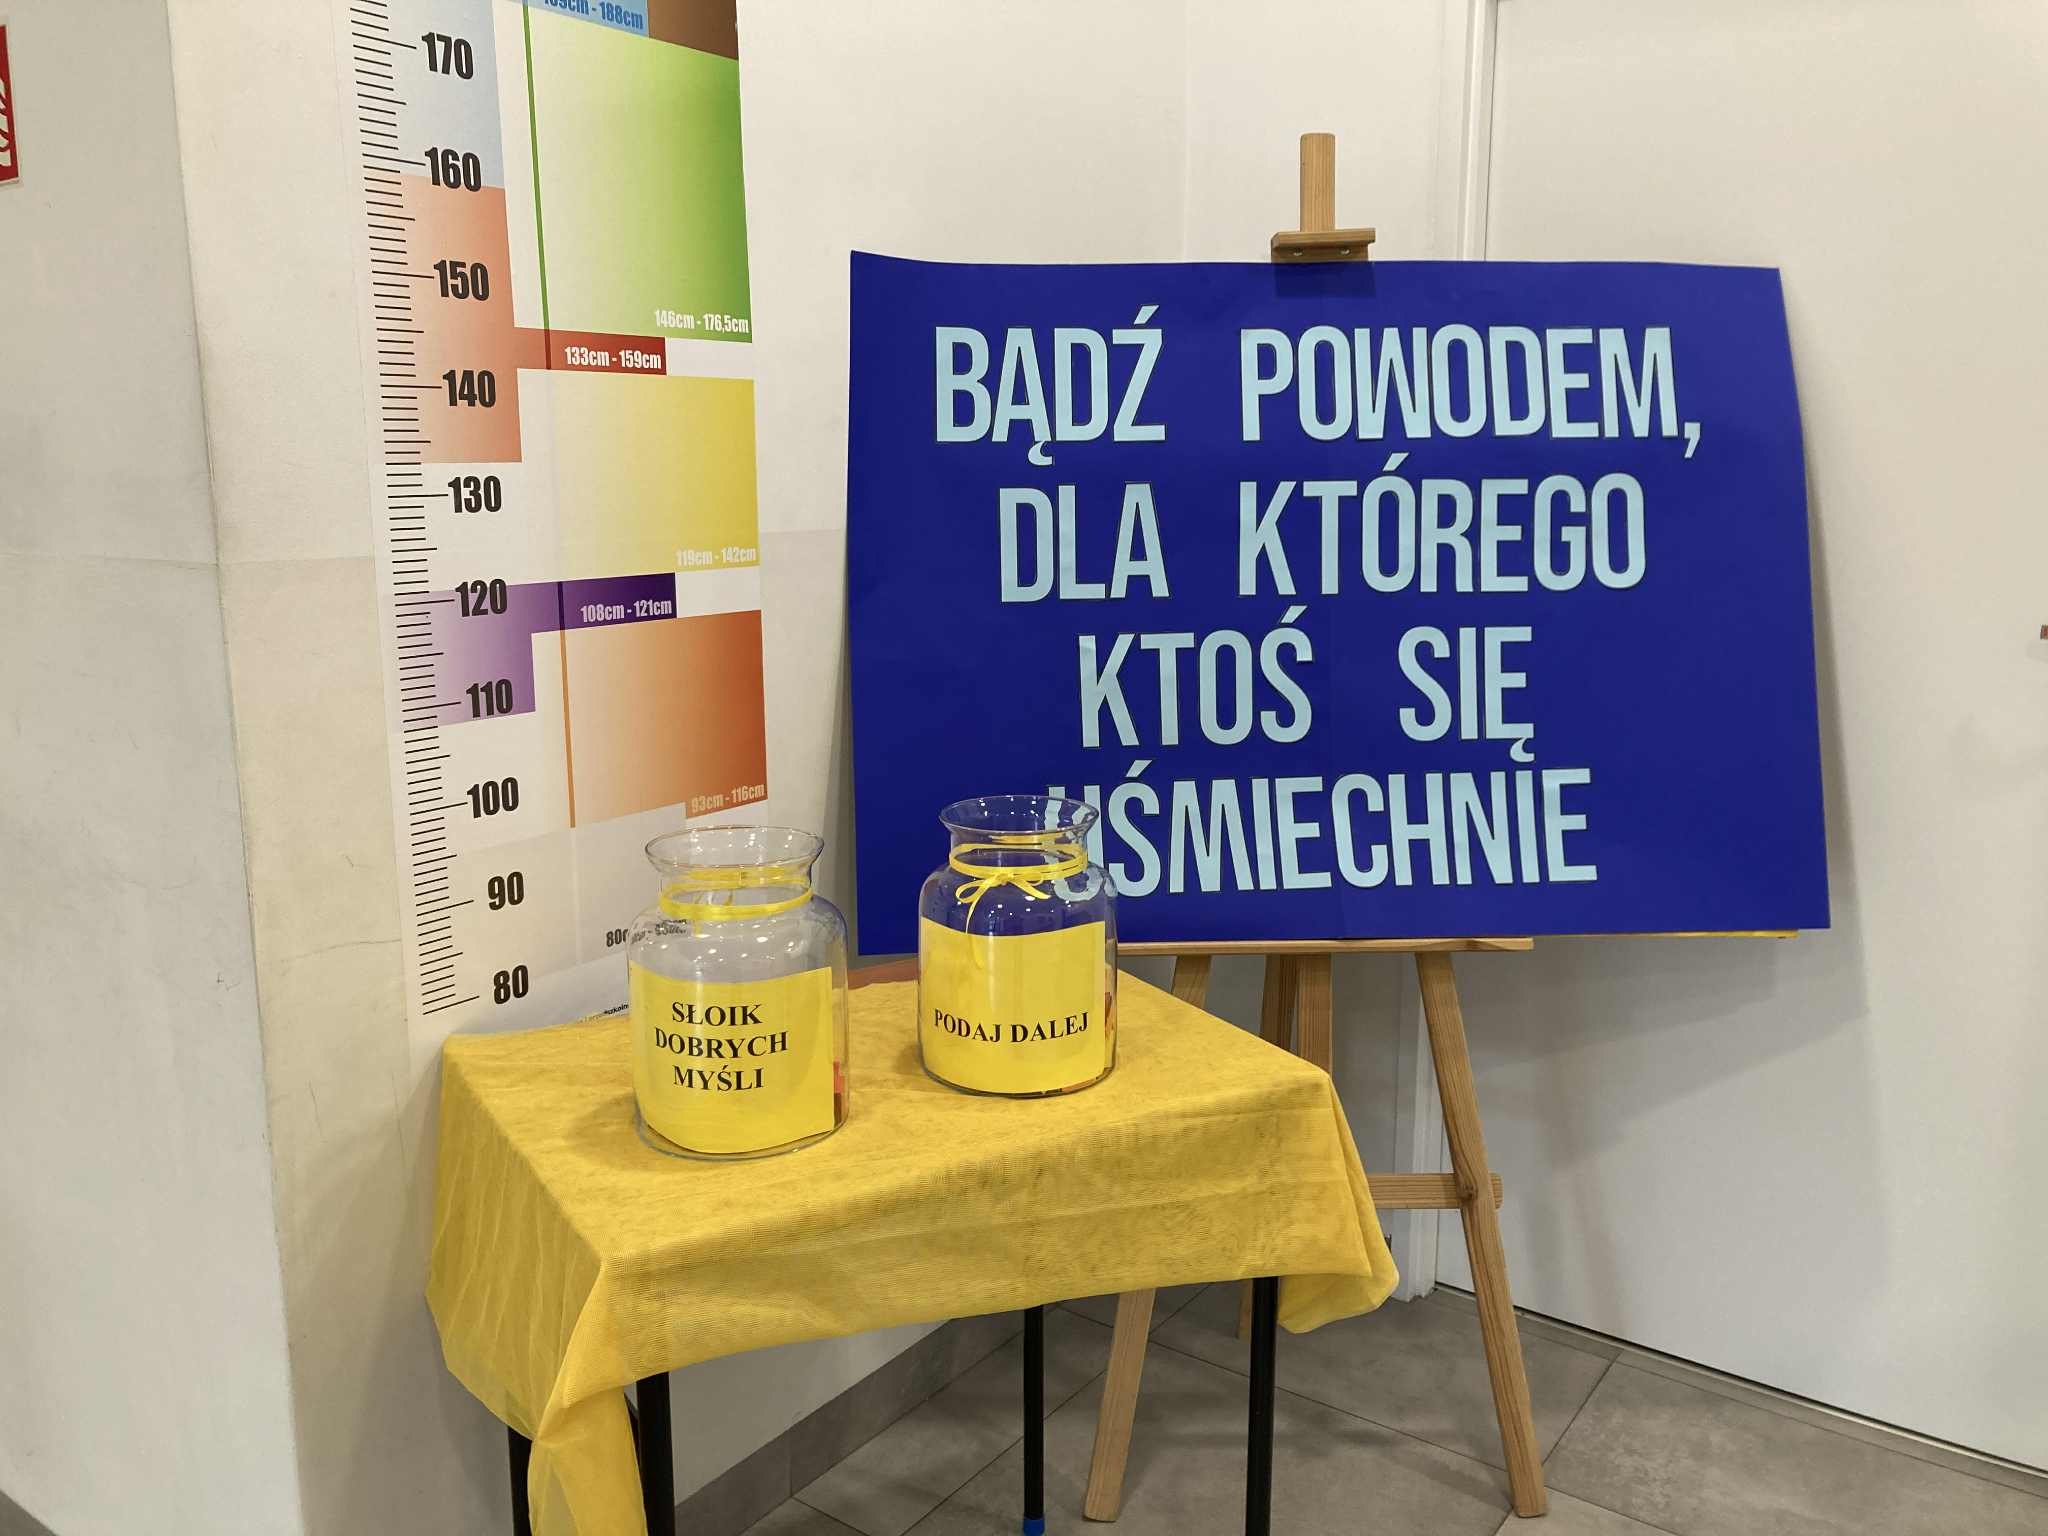 188cm
170
160
150
146cm - 176,5cm
133cm - 159cm
140
119cm - 142cm
130
120
108cm - 121cm
110
100
93cm - 116cm
90
80
BĄDŹ POWODEM,
DLA KTÓREGO
KTOŚ SIĘ
UŚMIECHNIE
SŁOIK
DOBRYCH
MYŚLI
PODAJ DALEJ